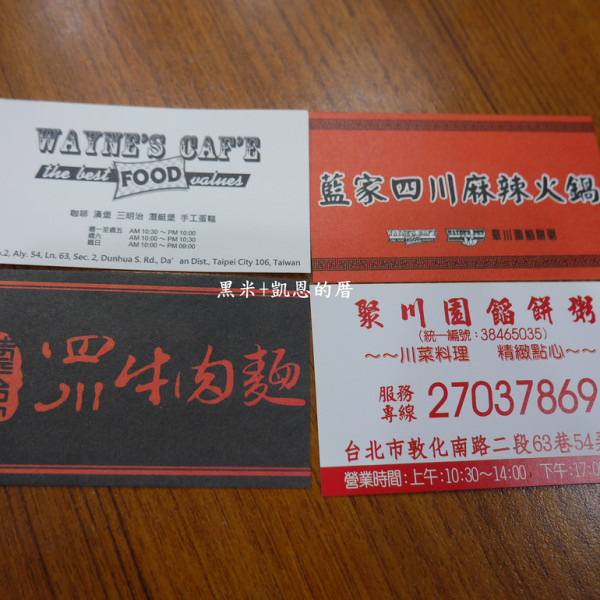 WAYNE'S CAF'E
the best FOOD values
咖啡 漢堡 三明治 潛艇堡 手工蛋糕
週一至週五 AM 10:30 ~ PM 10:00
週六 AM 10:00 ~ PM 10:30
週日 AM 10:00 ~ PM 09:00
.2, Aly. 54, Ln. 63, Sec. 2, Dunhua S. Rd., Da'an Dist., Taipei City 106, Taiwan
藍家四川麻辣火鍋
黑米+凱恩的曆
四川牛肉麵
聚川園餡餅粥
(統一編號:38465035)
~~川菜料理 精緻點心~~
服務專線 27037869
台北市敦化南路二段63巷54弄
營業時間:上午:10:30~14:00 下午:17:0